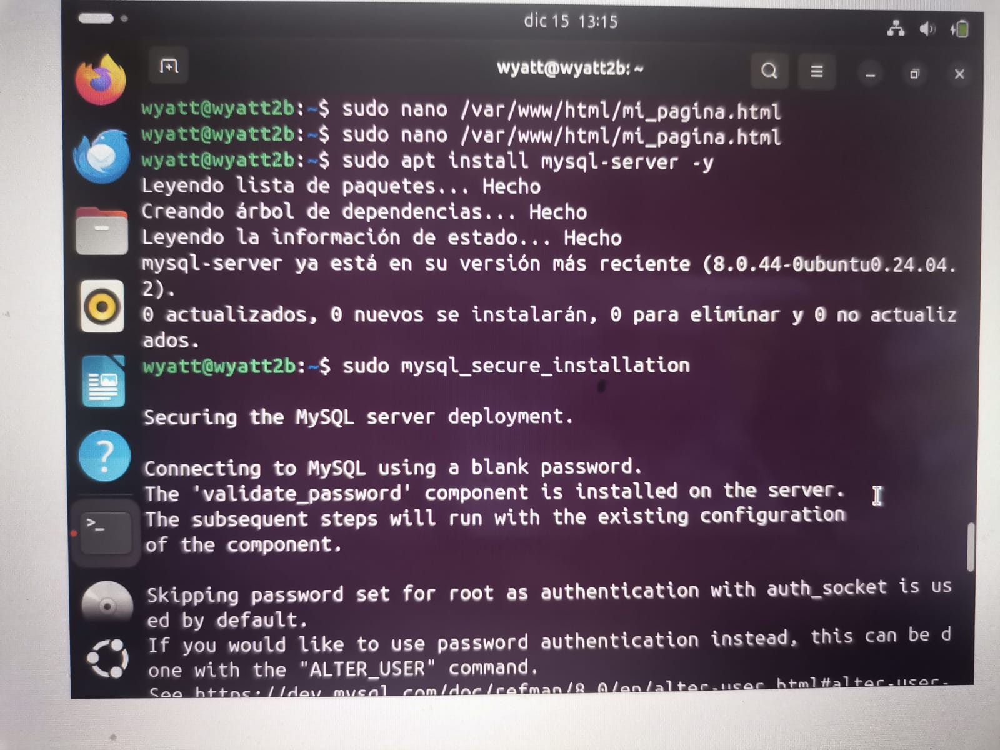 dic 15 13:15
wyatt@wyatt2b: ~
wyatt@wyatt2b:~$ sudo nano /var/www/html/mi_pagina.html
wyatt@wyatt2b:~$ sudo nano /var/www/html/mi_pagina.html
wyatt@wyatt2b:~$ sudo apt install mysql-server -y
Leyendo lista de paquetes... Hecho
Creando árbol de dependencias... Hecho
Leyendo la información de estado... Hecho
mysql-server ya está en su versión más reciente (8.0.44-0ubuntu0.24.04.
2).
0 actualizados, 0 nuevos se instalarán, 0 para eliminar y 0 no actualiz
ados.
wyatt@wyatt2b:~$ sudo mysql_secure_installation
Securing the MySQL server deployment.
Connecting to MySQL using a blank password.
The 'validate_password' component is installed on the server.
The subsequent steps will run with the existing configuration
of the component.
Skipping password set for root as authentication with auth_socket is us
ed by default.
If you would like to use password authentication instead, this can be d
one with the "ALTER_USER" command.
See https://dev.mysql.com/doc/refman/8.0/en/alter-user.html#alter-user-